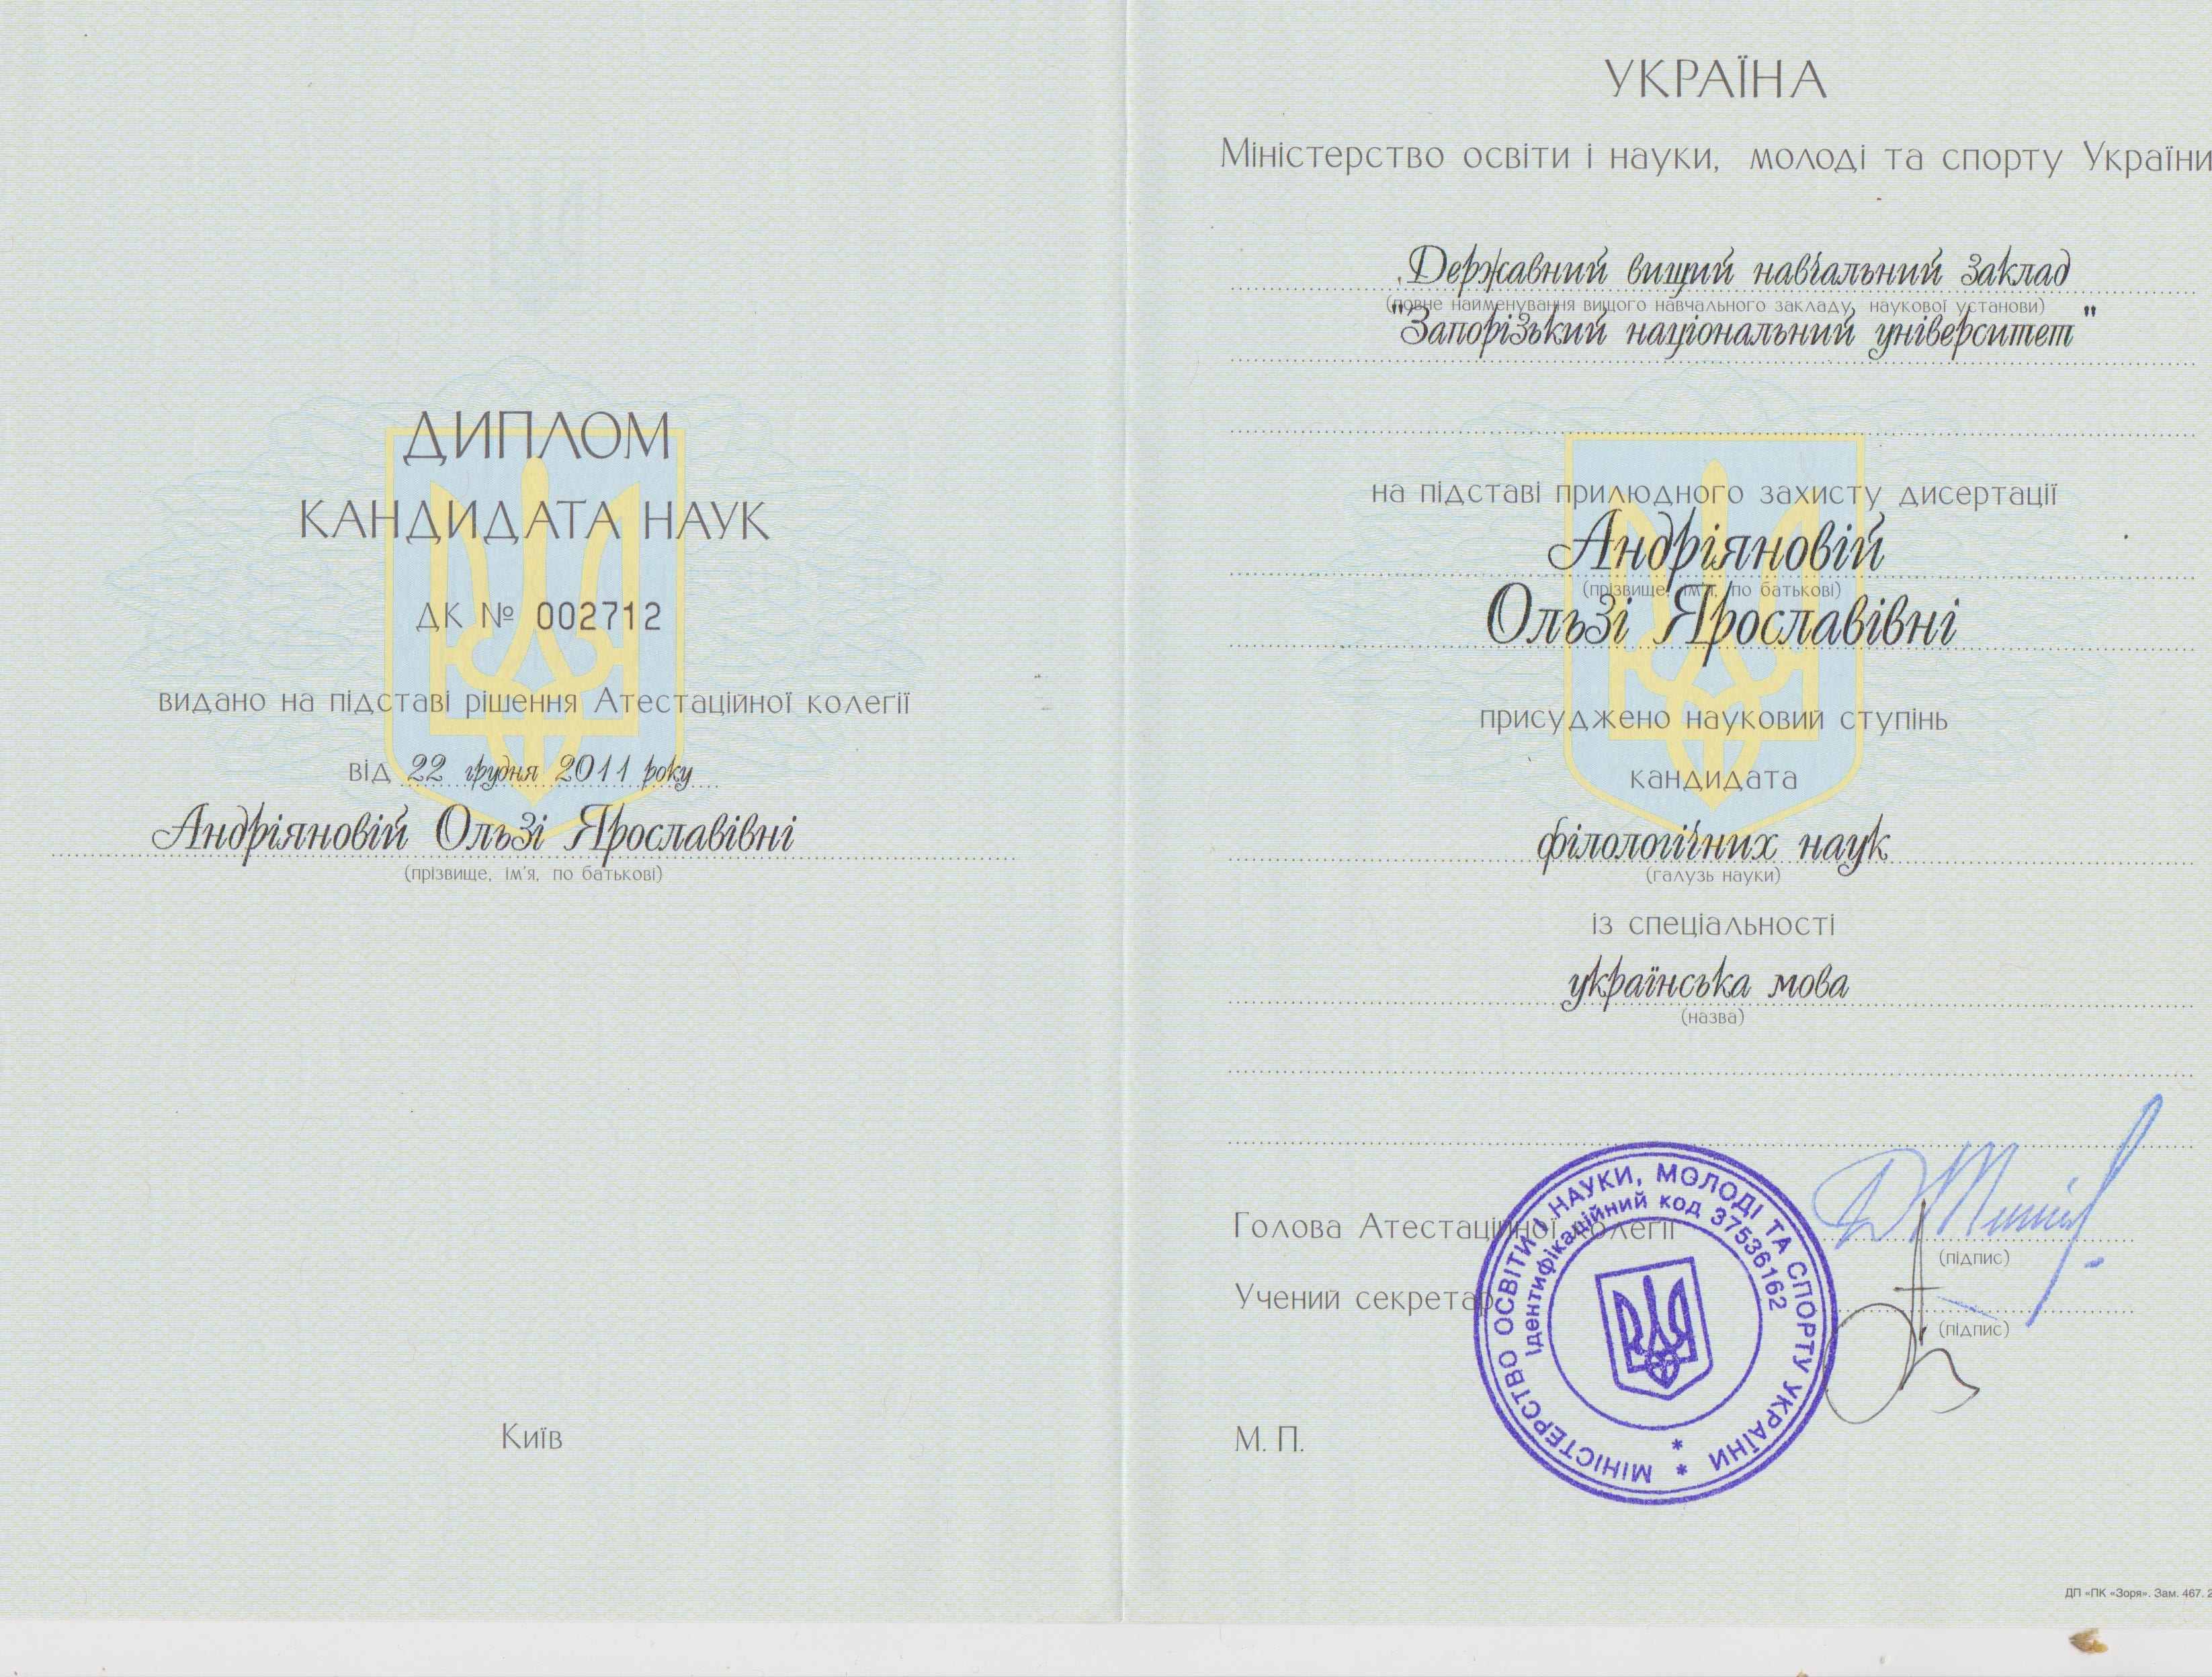 ДИПЛОМ
КАНДИДАТА НАУК
ДК № 002712
видано на підставі рішення Атестаційної колегії
від 22 грудня 2011 року
Андріяновій Ользі Ярославівні
(прізвище, ім'я, по батькові)
Київ
УКРАЇНА
Міністерство освіти і науки, молоді та спорту України
Державний вищий навчальний заклад
(повне найменування вищого навчального закладу, наукової установи)
"Запорізький національний університет"
на підставі прилюдного захисту дисертації
Андріяновій
(прізвище, ім'я, по батькові)
Ользі Ярославівні
присуджено науковий ступінь
кандидата
філологічних наук
(галузь науки)
із спеціальності
українська мова
(назва)
Голова Атестаційної колегії
(підпис)
Учений секретар
(підпис)
М. П.
МІНІСТЕРСТВО ОСВІТИ І НАУКИ, МОЛОДІ ТА СПОРТУ УКРАЇНИ
Ідентифікаційний код 37536162
ДП «ПК «Зоря». Зам. 467.